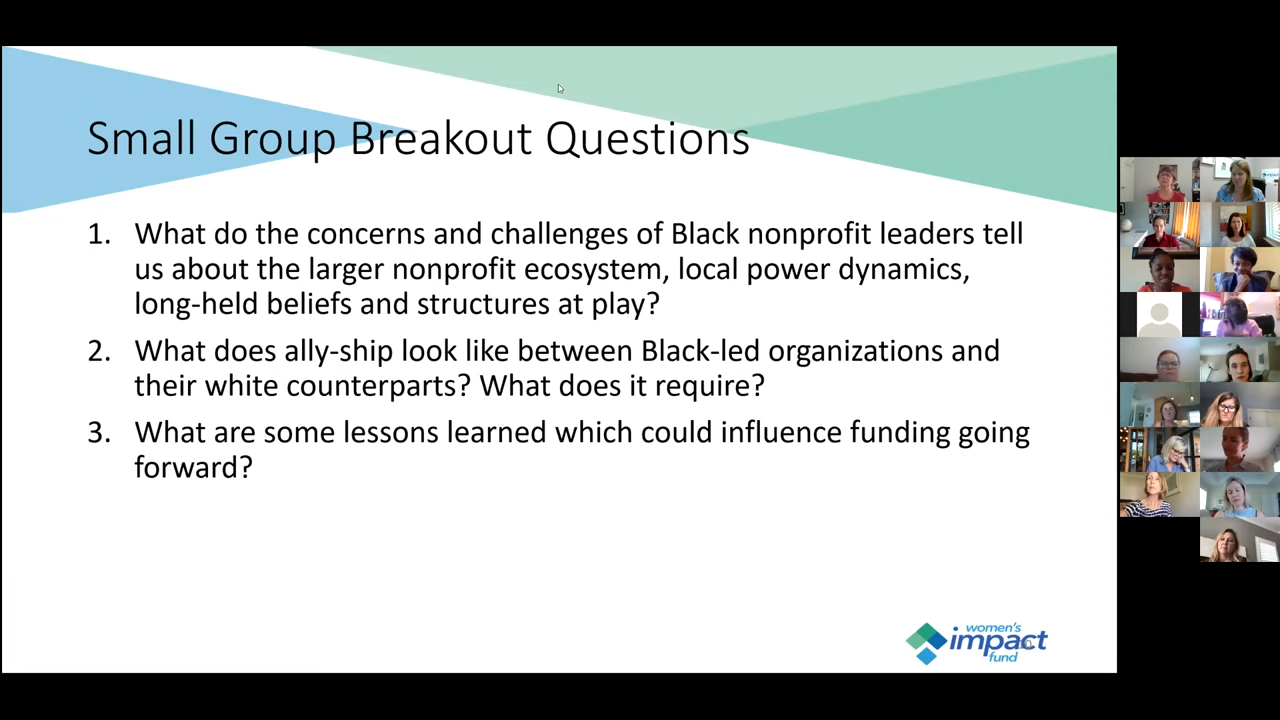 Small Group Breakout Questions
1. What do the concerns and challenges of Black nonprofit leaders tell
us about the larger nonprofit ecosystem, local power dynamics,
long-held beliefs and structures at play?
2. What does ally-ship look like between Black-led organizations and
their white counterparts? What does it require?
3. What are some lessons learned which could influence funding going
forward?
women's
impact
fund